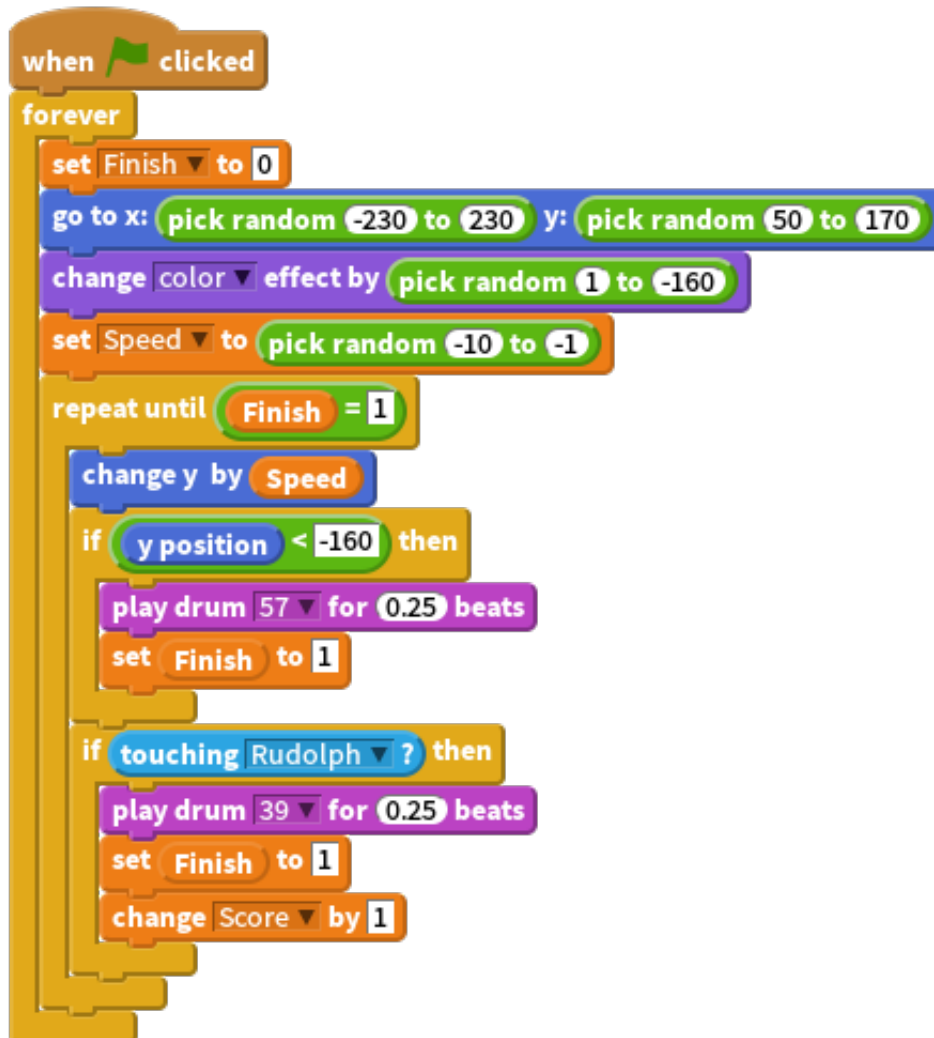 when clicked
forever
set Finish ▼ to 0
go to x: pick random -230 to 230 y: pick random 50 to 170
change color ▼ effect by pick random 1 to -160
set Speed ▼ to pick random -10 to -1
repeat until Finish = 1
change y by Speed
if y position < -160 then
play drum 57 ▼ for 0.25 beats
set Finish to 1
if touching Rudolph ▼ ? then
play drum 39 ▼ for 0.25 beats
set Finish to 1
change Score ▼ by 1